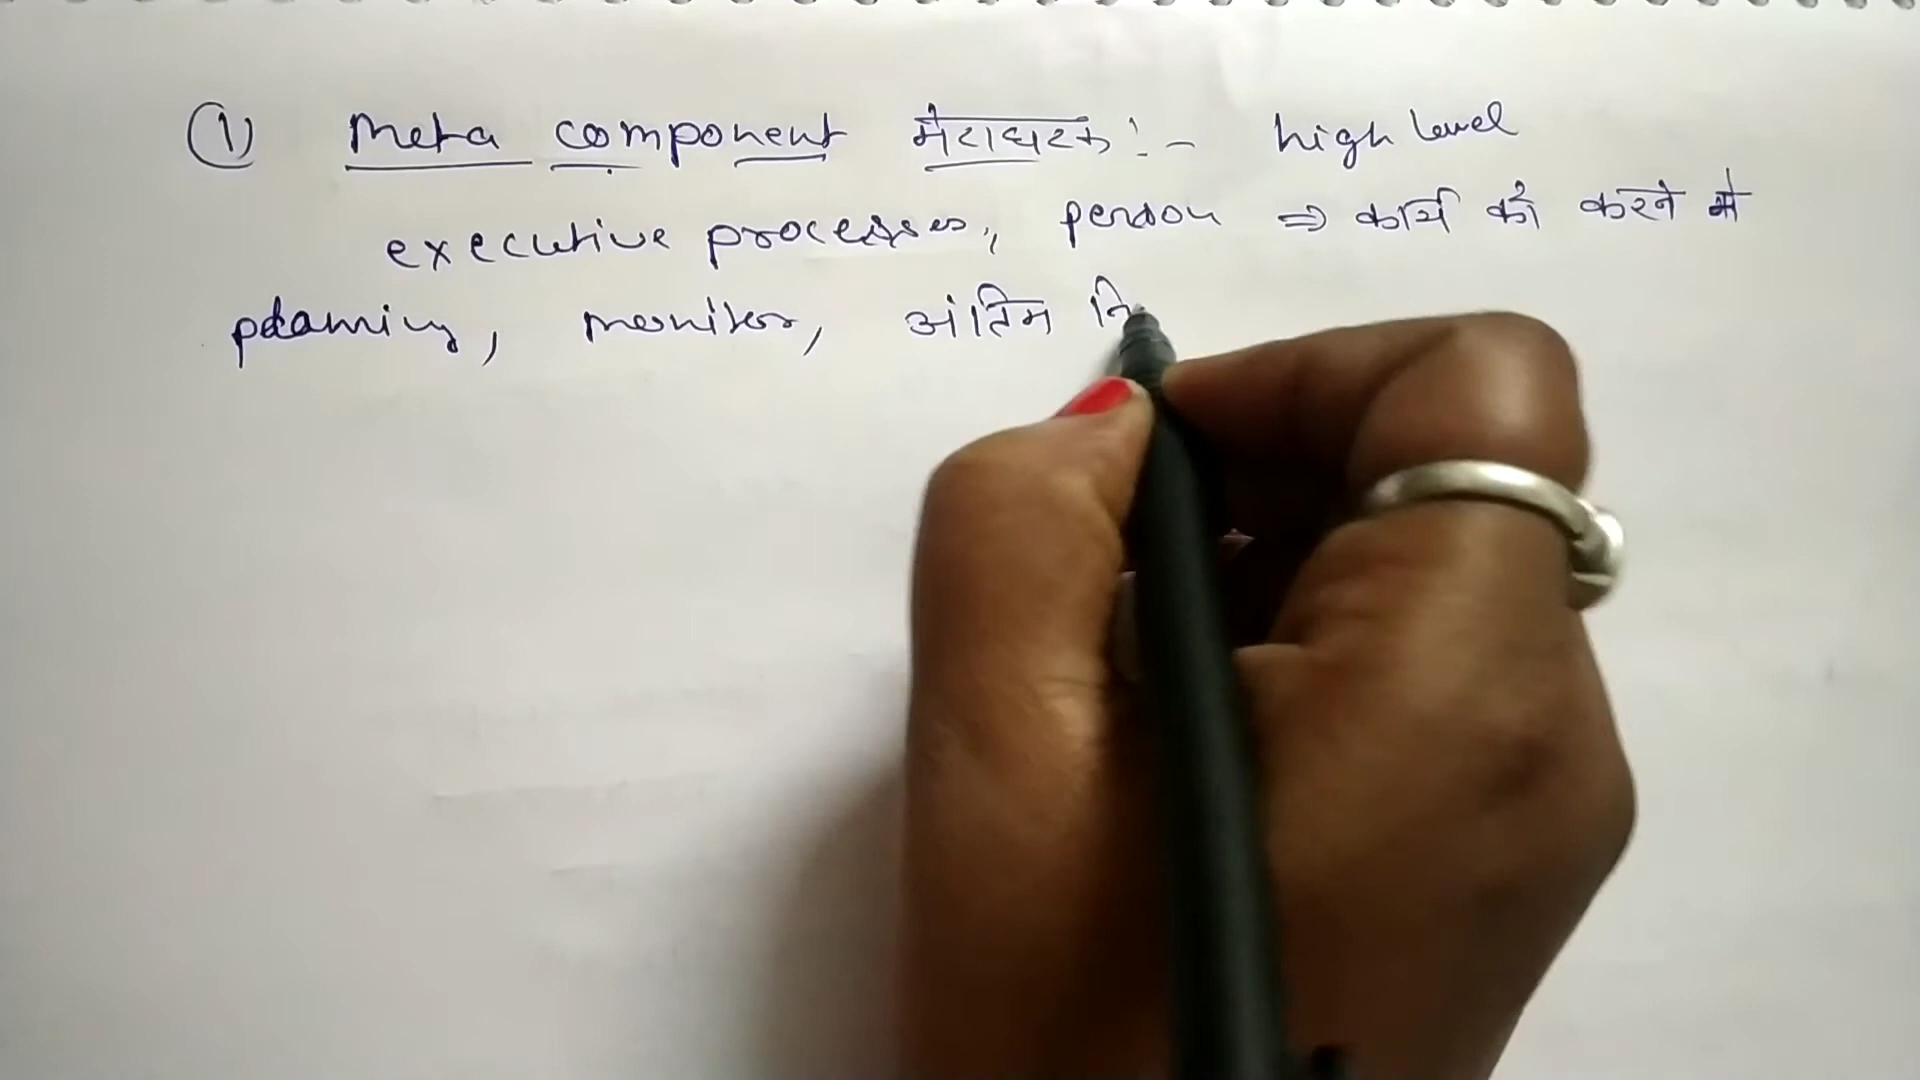 ① Meta component मेटाघटक :- high level
executive processes, person ⇒ कार्य को करने में
planning, monitor, अंतिम नि